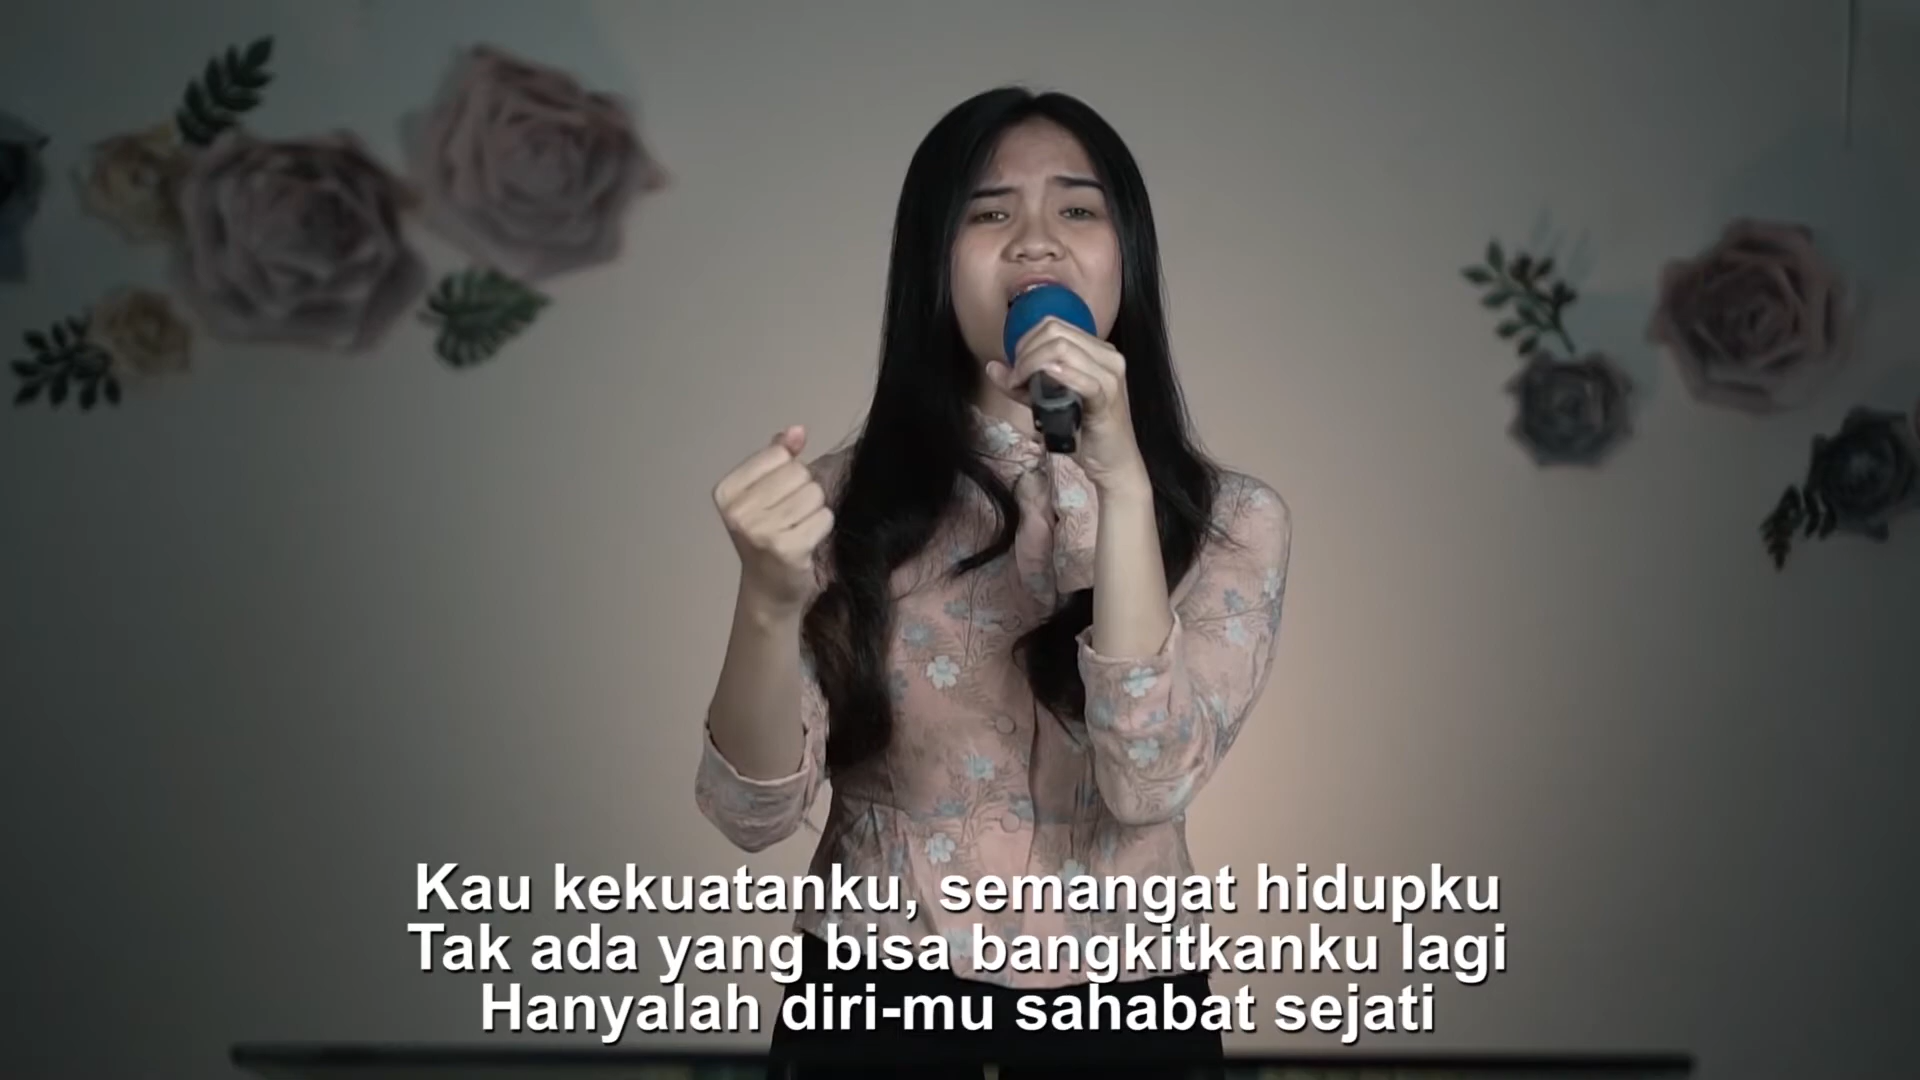 Kau kekuatanku, semangat hidupku
Tak ada yang bisa bangkitkanku lagi
Hanyalah diri-mu sahabat sejati